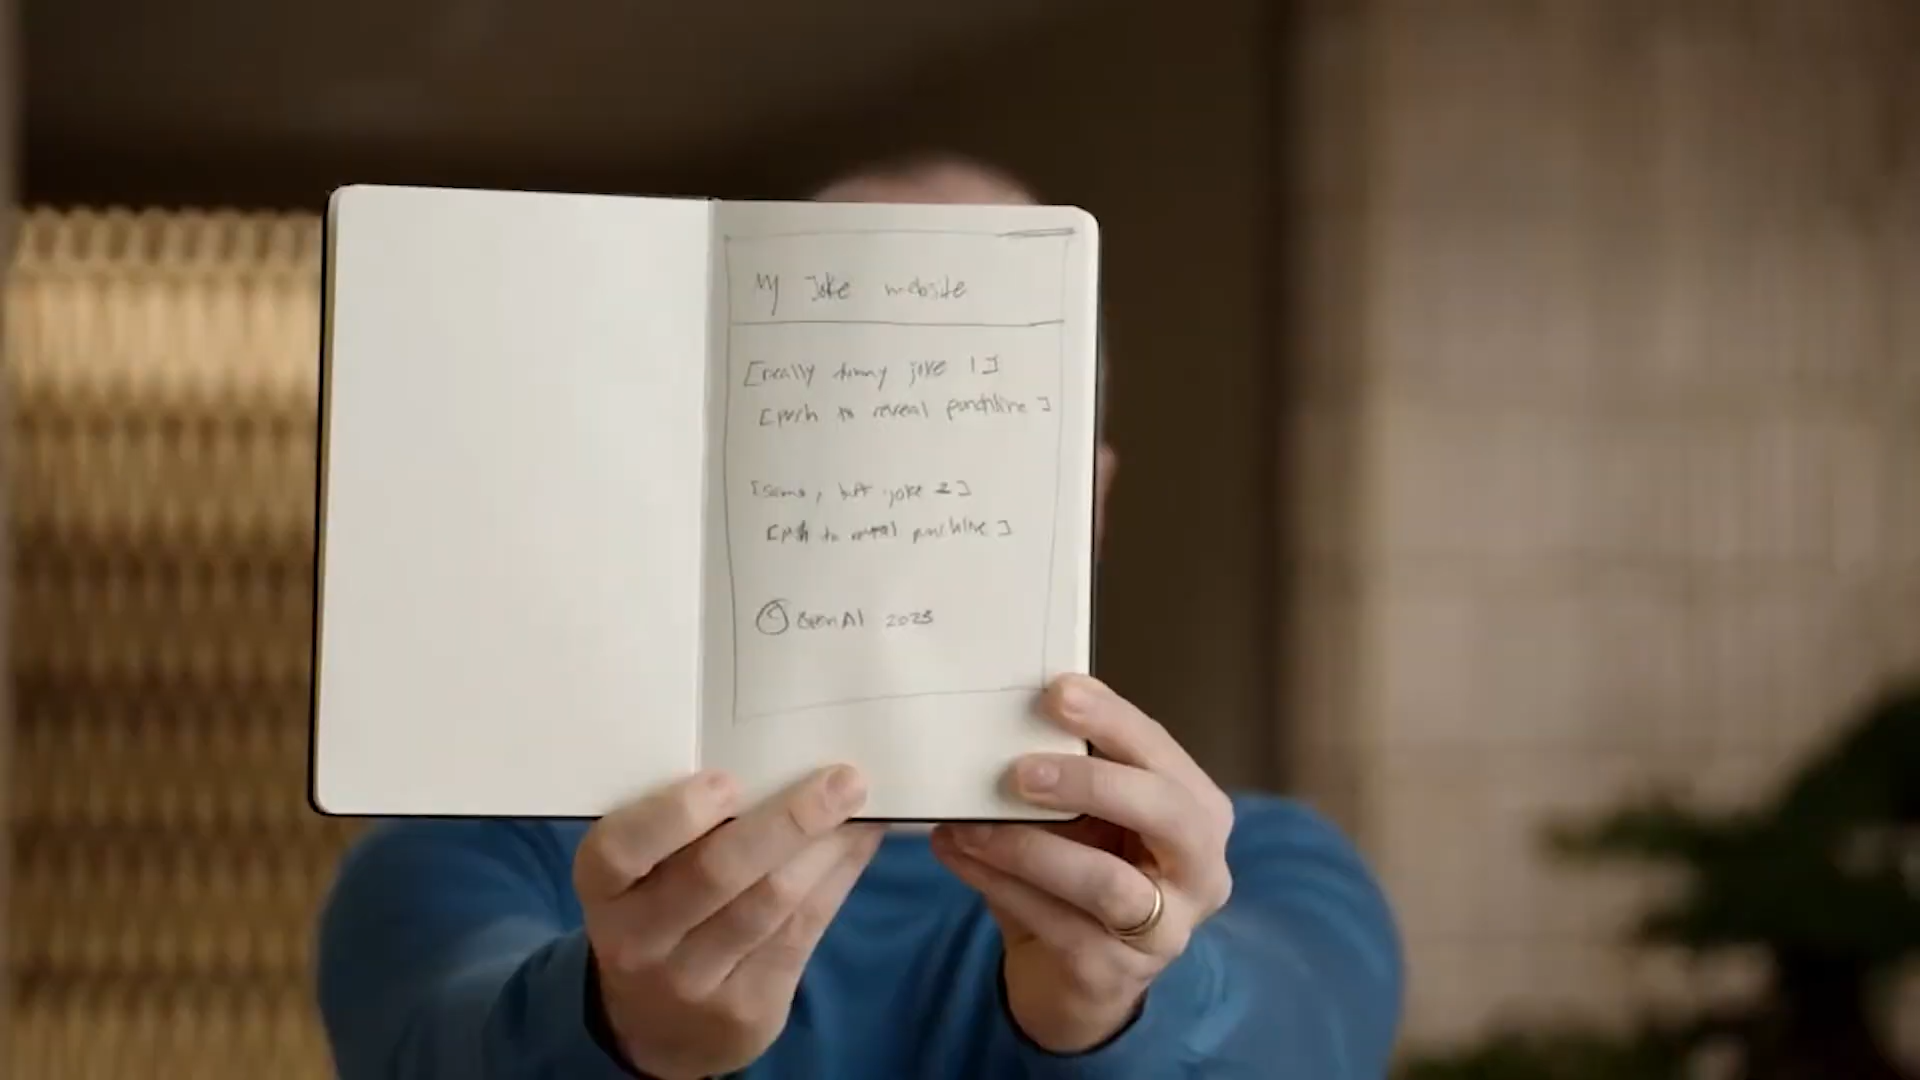 My Joke website
[really funny joke 1]
[push to reveal punchline]
[same, but joke 2]
[push to reveal punchline]
© GenAI 2023